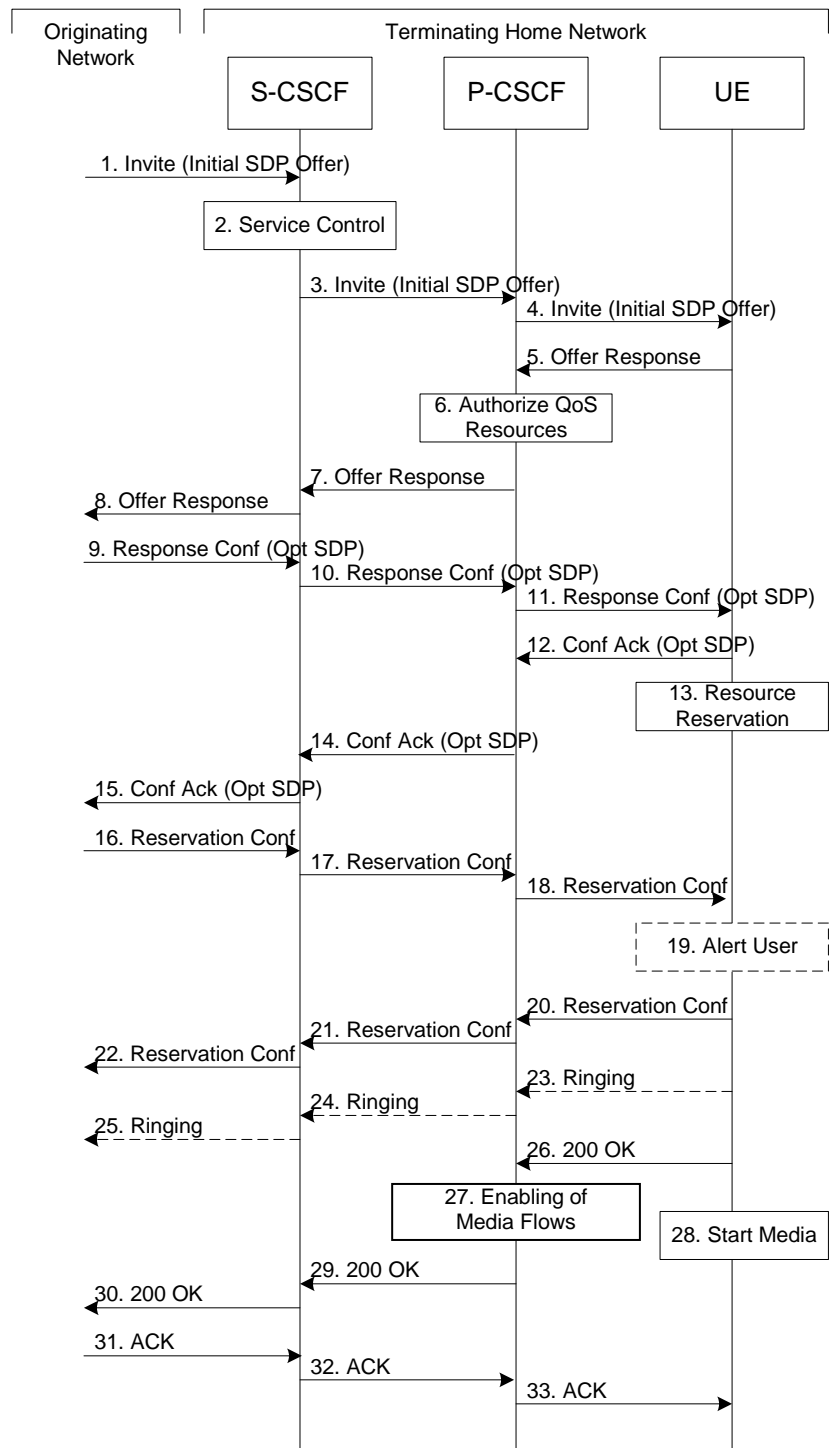 Originating
Network
Terminating Home Network
S-CSCF
P-CSCF
UE
1. Invite (Initial SDP Offer)
2. Service Control
3. Invite (Initial SDP Offer)
4. Invite (Initial SDP Offer)
5. Offer Response
6. Authorize QoS
Resources
7. Offer Response
8. Offer Response
9. Response Conf (Opt SDP)
10. Response Conf (Opt SDP)
11. Response Conf (Opt SDP)
12. Conf Ack (Opt SDP)
13. Resource
Reservation
14. Conf Ack (Opt SDP)
15. Conf Ack (Opt SDP)
16. Reservation Conf
17. Reservation Conf
18. Reservation Conf
19. Alert User
20. Reservation Conf
21. Reservation Conf
22. Reservation Conf
23. Ringing
24. Ringing
25. Ringing
26. 200 OK
27. Enabling of
Media Flows
28. Start Media
29. 200 OK
30. 200 OK
31. ACK
32. ACK
33. ACK